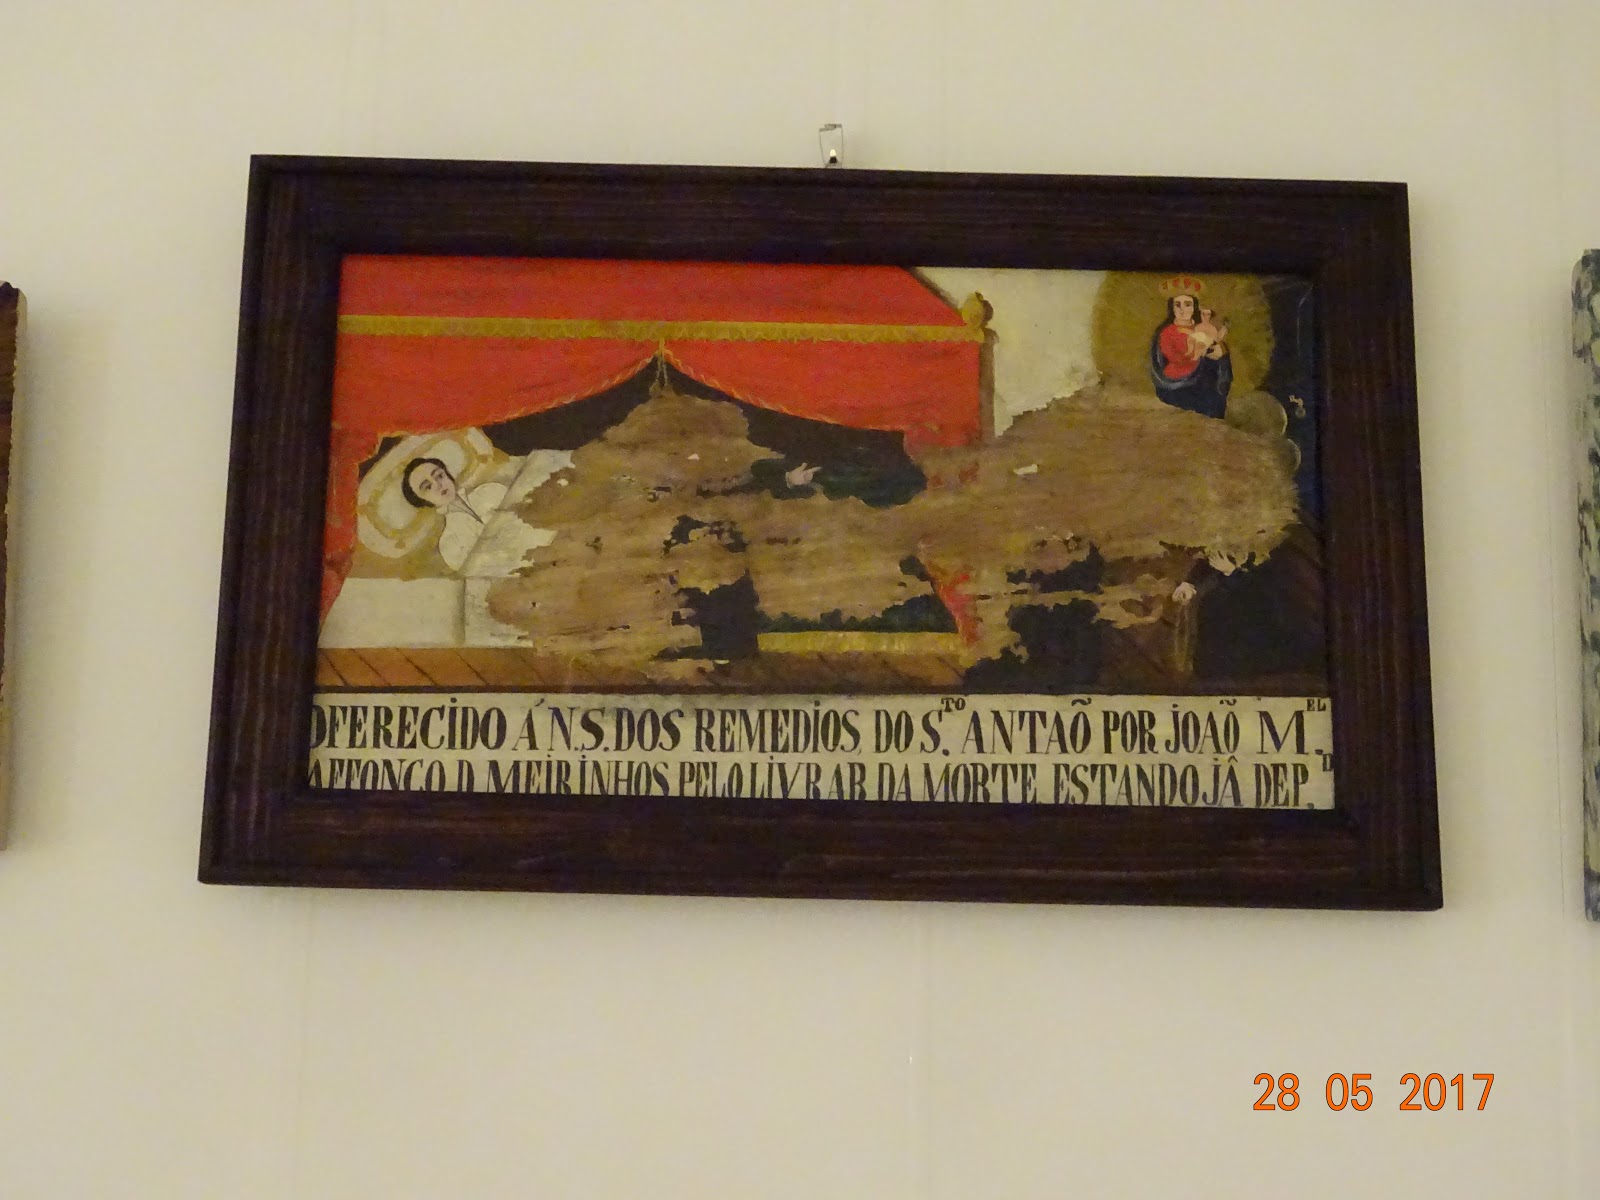 OFERECIDO Á N.S. DOS REMEDIOS, DO S.TO ANTAÕ POR JOAÕ M.EL
AFFONÇO D MEIRINHOS PELO LIVRAR DA MORTE, ESTANDO JÂ DEP.D
28 05 2017